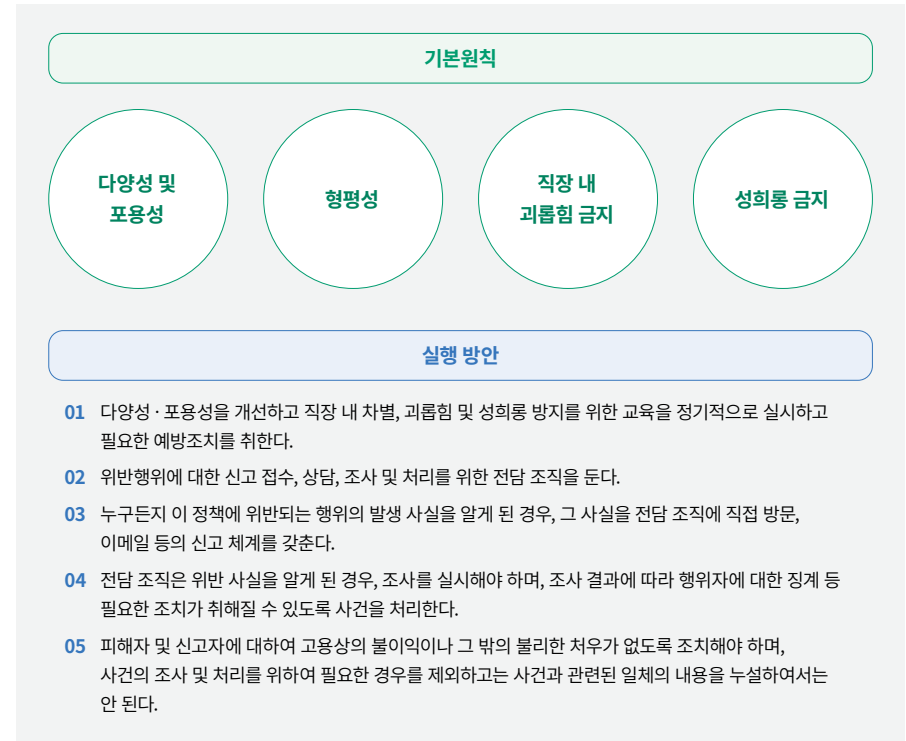 기본원칙
다양성 및
포용성
형평성
직장 내
괴롭힘 금지
성희롱 금지
실행 방안
01 다양성 · 포용성을 개선하고 직장 내 차별, 괴롭힘 및 성희롱 방지를 위한 교육을 정기적으로 실시하고
필요한 예방조치를 취한다.
02 위반행위에 대한 신고 접수, 상담, 조사 및 처리를 위한 전담 조직을 둔다.
03 누구든지 이 정책에 위반되는 행위의 발생 사실을 알게 된 경우, 그 사실을 전담 조직에 직접 방문,
이메일 등의 신고 체계를 갖춘다.
04 전담 조직은 위반 사실을 알게 된 경우, 조사를 실시해야 하며, 조사 결과에 따라 행위자에 대한 징계 등
필요한 조치가 취해질 수 있도록 사건을 처리한다.
05 피해자 및 신고자에 대하여 고용상의 불이익이나 그 밖의 불리한 처우가 없도록 조치해야 하며,
사건의 조사 및 처리를 위하여 필요한 경우를 제외하고는 사건과 관련된 일체의 내용을 누설하여서는
안 된다.